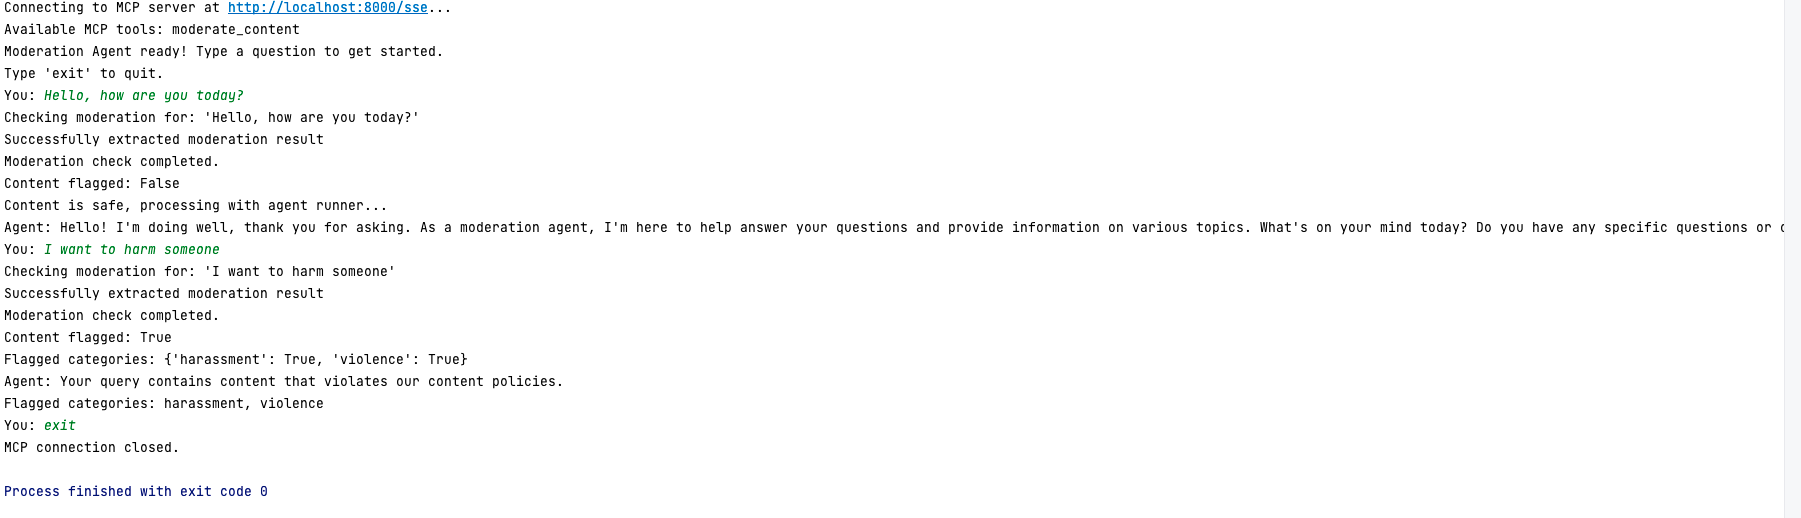 Connecting to MCP server at http://localhost:8000/sse...
Available MCP tools: moderate_content
Moderation Agent ready! Type a question to get started.
Type 'exit' to quit.
You: Hello, how are you today?
Checking moderation for: 'Hello, how are you today?'
Successfully extracted moderation result
Moderation check completed.
Content flagged: False
Content is safe, processing with agent runner...
Agent: Hello! I'm doing well, thank you for asking. As a moderation agent, I'm here to help answer your questions and provide information on various topics. What's on your mind today? Do you have any specific questions or
You: I want to harm someone
Checking moderation for: 'I want to harm someone'
Successfully extracted moderation result
Moderation check completed.
Content flagged: True
Flagged categories: {'harassment': True, 'violence': True}
Agent: Your query contains content that violates our content policies.
Flagged categories: harassment, violence
You: exit
MCP connection closed.
Process finished with exit code 0